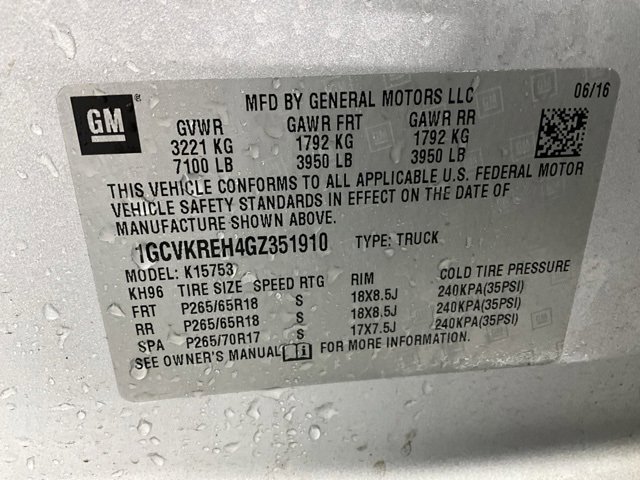 GM
MFD BY GENERAL MOTORS LLC 06/16
GVWR GAWR FRT GAWR RR
3221 KG 1792 KG 1792 KG
7100 LB 3950 LB 3950 LB
THIS VEHICLE CONFORMS TO ALL APPLICABLE U.S. FEDERAL MOTOR
VEHICLE SAFETY STANDARDS IN EFFECT ON THE DATE OF
MANUFACTURE SHOWN ABOVE.
1GCVKREH4GZ351910 TYPE: TRUCK
MODEL: K15753
KH96 TIRE SIZE SPEED RTG RIM COLD TIRE PRESSURE
FRT P265/65R18 S 18X8.5J 240KPA(35PSI)
RR P265/65R18 S 18X8.5J 240KPA(35PSI)
SPA P265/70R17 S 17X7.5J 240KPA(35PSI)
SEE OWNER'S MANUAL FOR MORE INFORMATION.